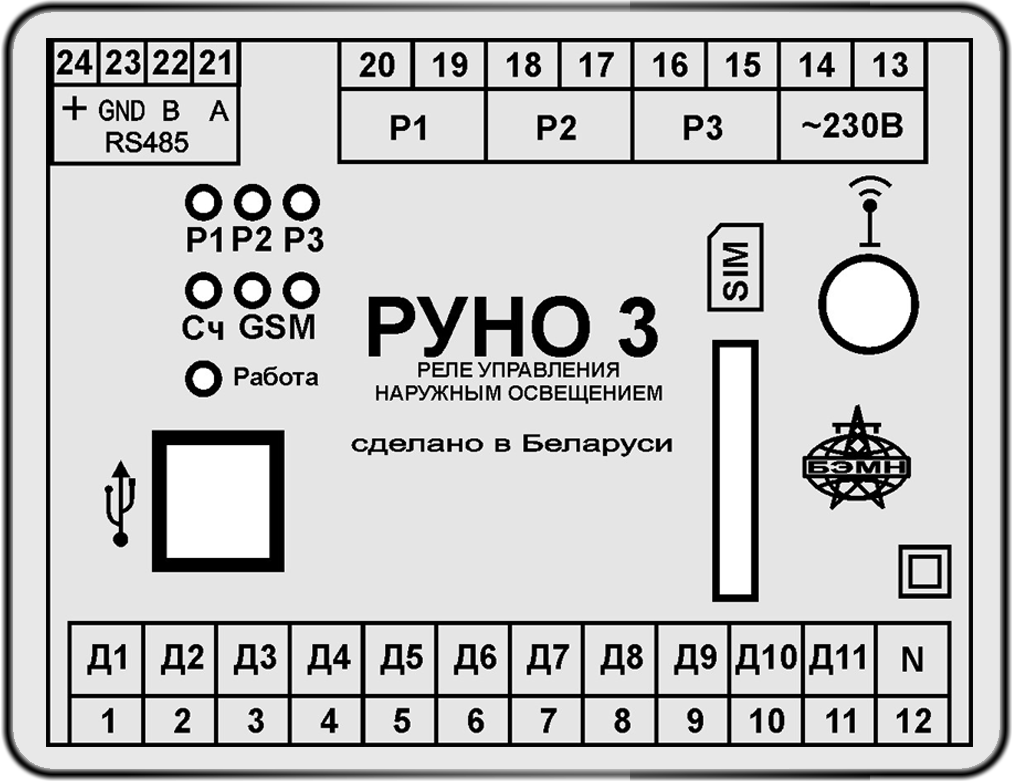 24 23 22 21
20 19 18 17 16 15 14 13
+ GND B A
RS485
P1 P2 P3 ~230В
P1 P2 P3
SIM
Сч GSM
РУНО 3
РЕЛЕ УПРАВЛЕНИЯ
НАРУЖНЫМ ОСВЕЩЕНИЕМ
Работа
сделано в Беларуси
БЭМН
Д1 Д2 Д3 Д4 Д5 Д6 Д7 Д8 Д9 Д10 Д11 N
1 2 3 4 5 6 7 8 9 10 11 12